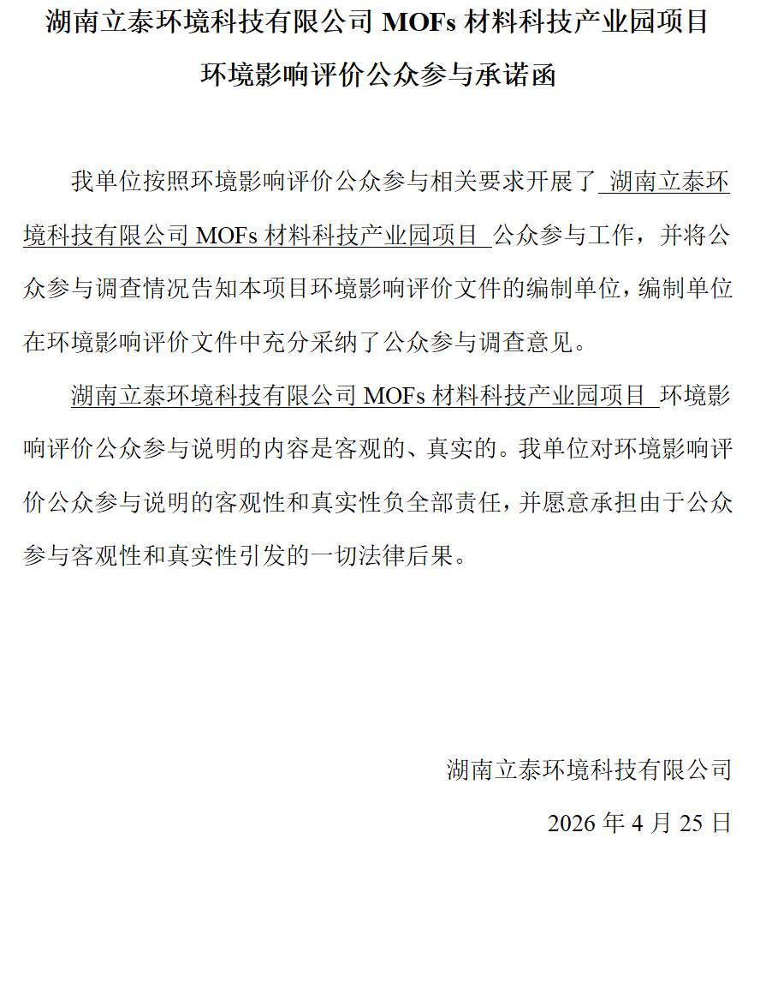 湖南立泰环境科技有限公司 MOFs 材料科技产业园项目
环境影响评价公众参与承诺函
我单位按照环境影响评价公众参与相关要求开展了 湖南立泰环
境科技有限公司 MOFs 材料科技产业园项目 公众参与工作，并将公
众参与调查情况告知本项目环境影响评价文件的编制单位，编制单位
在环境影响评价文件中充分采纳了公众参与调查意见。
湖南立泰环境科技有限公司 MOFs 材料科技产业园项目 环境影
响评价公众参与说明的内容是客观的、真实的。我单位对环境影响评
价公众参与说明的客观性和真实性负全部责任，并愿意承担由于公众
参与客观性和真实性引发的一切法律后果。
湖南立泰环境科技有限公司
2026 年 4 月 25 日